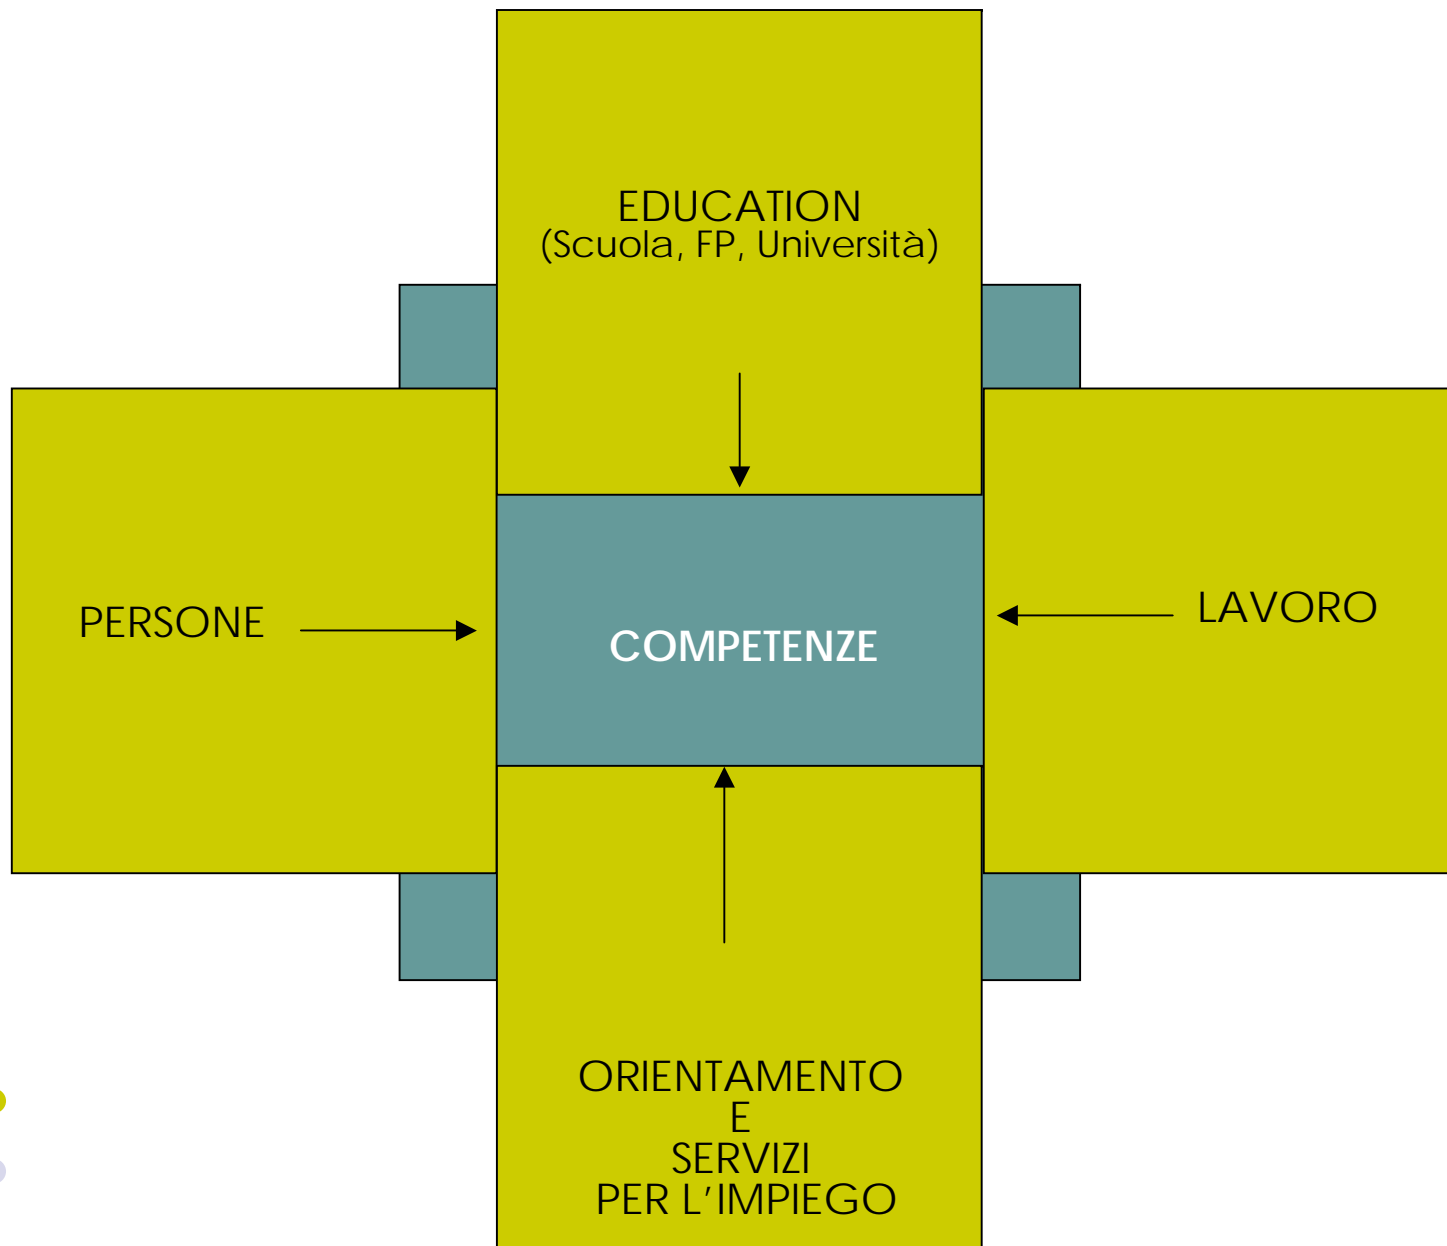 EDUCATION
(Scuola, FP, Università)
PERSONE
LAVORO
COMPETENZE
ORIENTAMENTO
E
SERVIZI
PER L'IMPIEGO